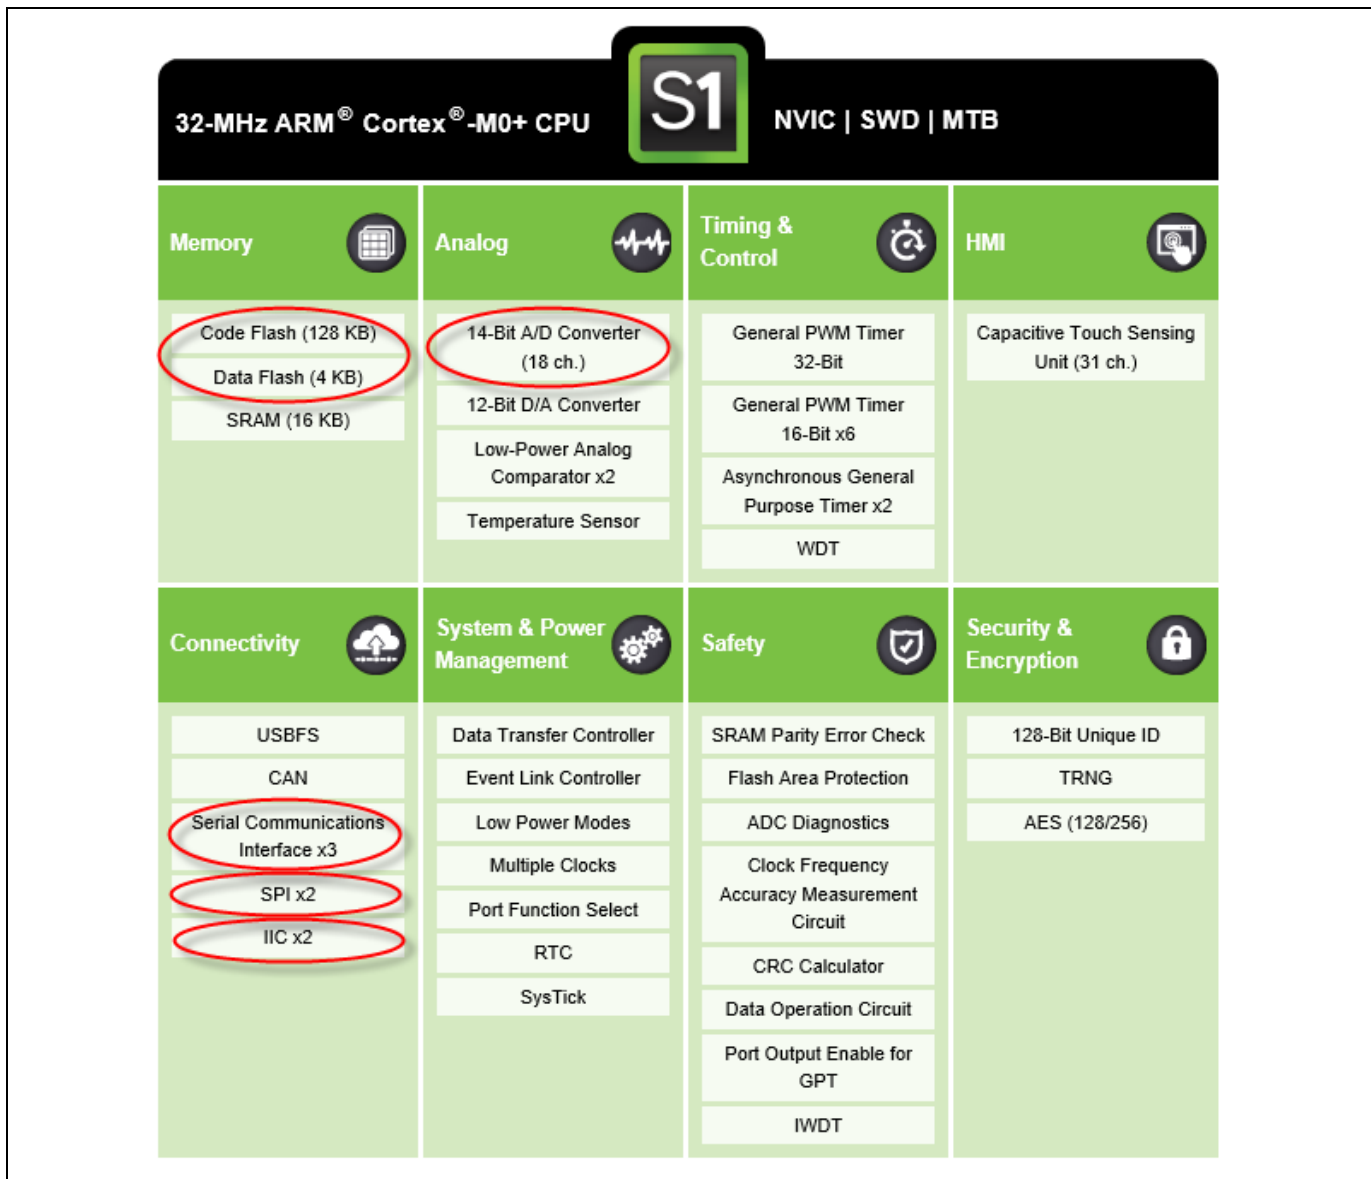 32-MHz ARM® Cortex®-M0+ CPU
S1
NVIC | SWD | MTB
Memory
Code Flash (128 KB)
Data Flash (4 KB)
SRAM (16 KB)
Analog
14-Bit A/D Converter
(18 ch.)
12-Bit D/A Converter
Low-Power Analog
Comparator x2
Temperature Sensor
Timing &
Control
General PWM Timer
32-Bit
General PWM Timer
16-Bit x6
Asynchronous General
Purpose Timer x2
WDT
HMI
Capacitive Touch Sensing
Unit (31 ch.)
Connectivity
USBFS
CAN
Serial Communications
Interface x3
SPI x2
IIC x2
System & Power
Management
Data Transfer Controller
Event Link Controller
Low Power Modes
Multiple Clocks
Port Function Select
RTC
SysTick
Safety
SRAM Parity Error Check
Flash Area Protection
ADC Diagnostics
Clock Frequency
Accuracy Measurement
Circuit
CRC Calculator
Data Operation Circuit
Port Output Enable for
GPT
IWDT
Security &
Encryption
128-Bit Unique ID
TRNG
AES (128/256)